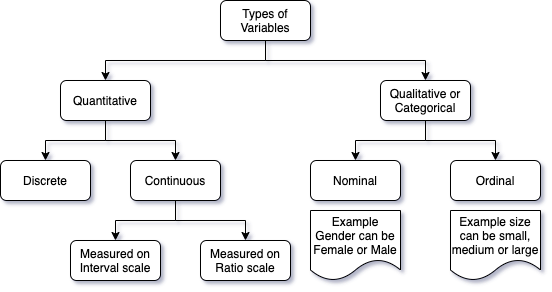 Types of
Variables
Quantitative
Qualitative or
Categorical
Discrete
Continuous
Nominal
Ordinal
Measured on
Interval scale
Measured on
Ratio scale
Example
Gender can be
Female or Male
Example size
can be small,
medium or large